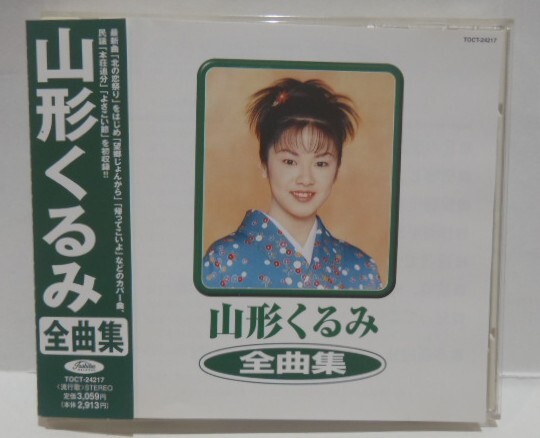 山形くるみ
全曲集
最新曲「北の恋祭り」をはじめ「望郷じょんから」「帰ってこいよ」などのカバー曲、
民謡「本荘追分」「よさこい節」を初収録!!
TOCT-24217
〈流行歌〉STEREO
定価3,059円
(本体2,913円)
TOCT-24217
山形くるみ
全曲集